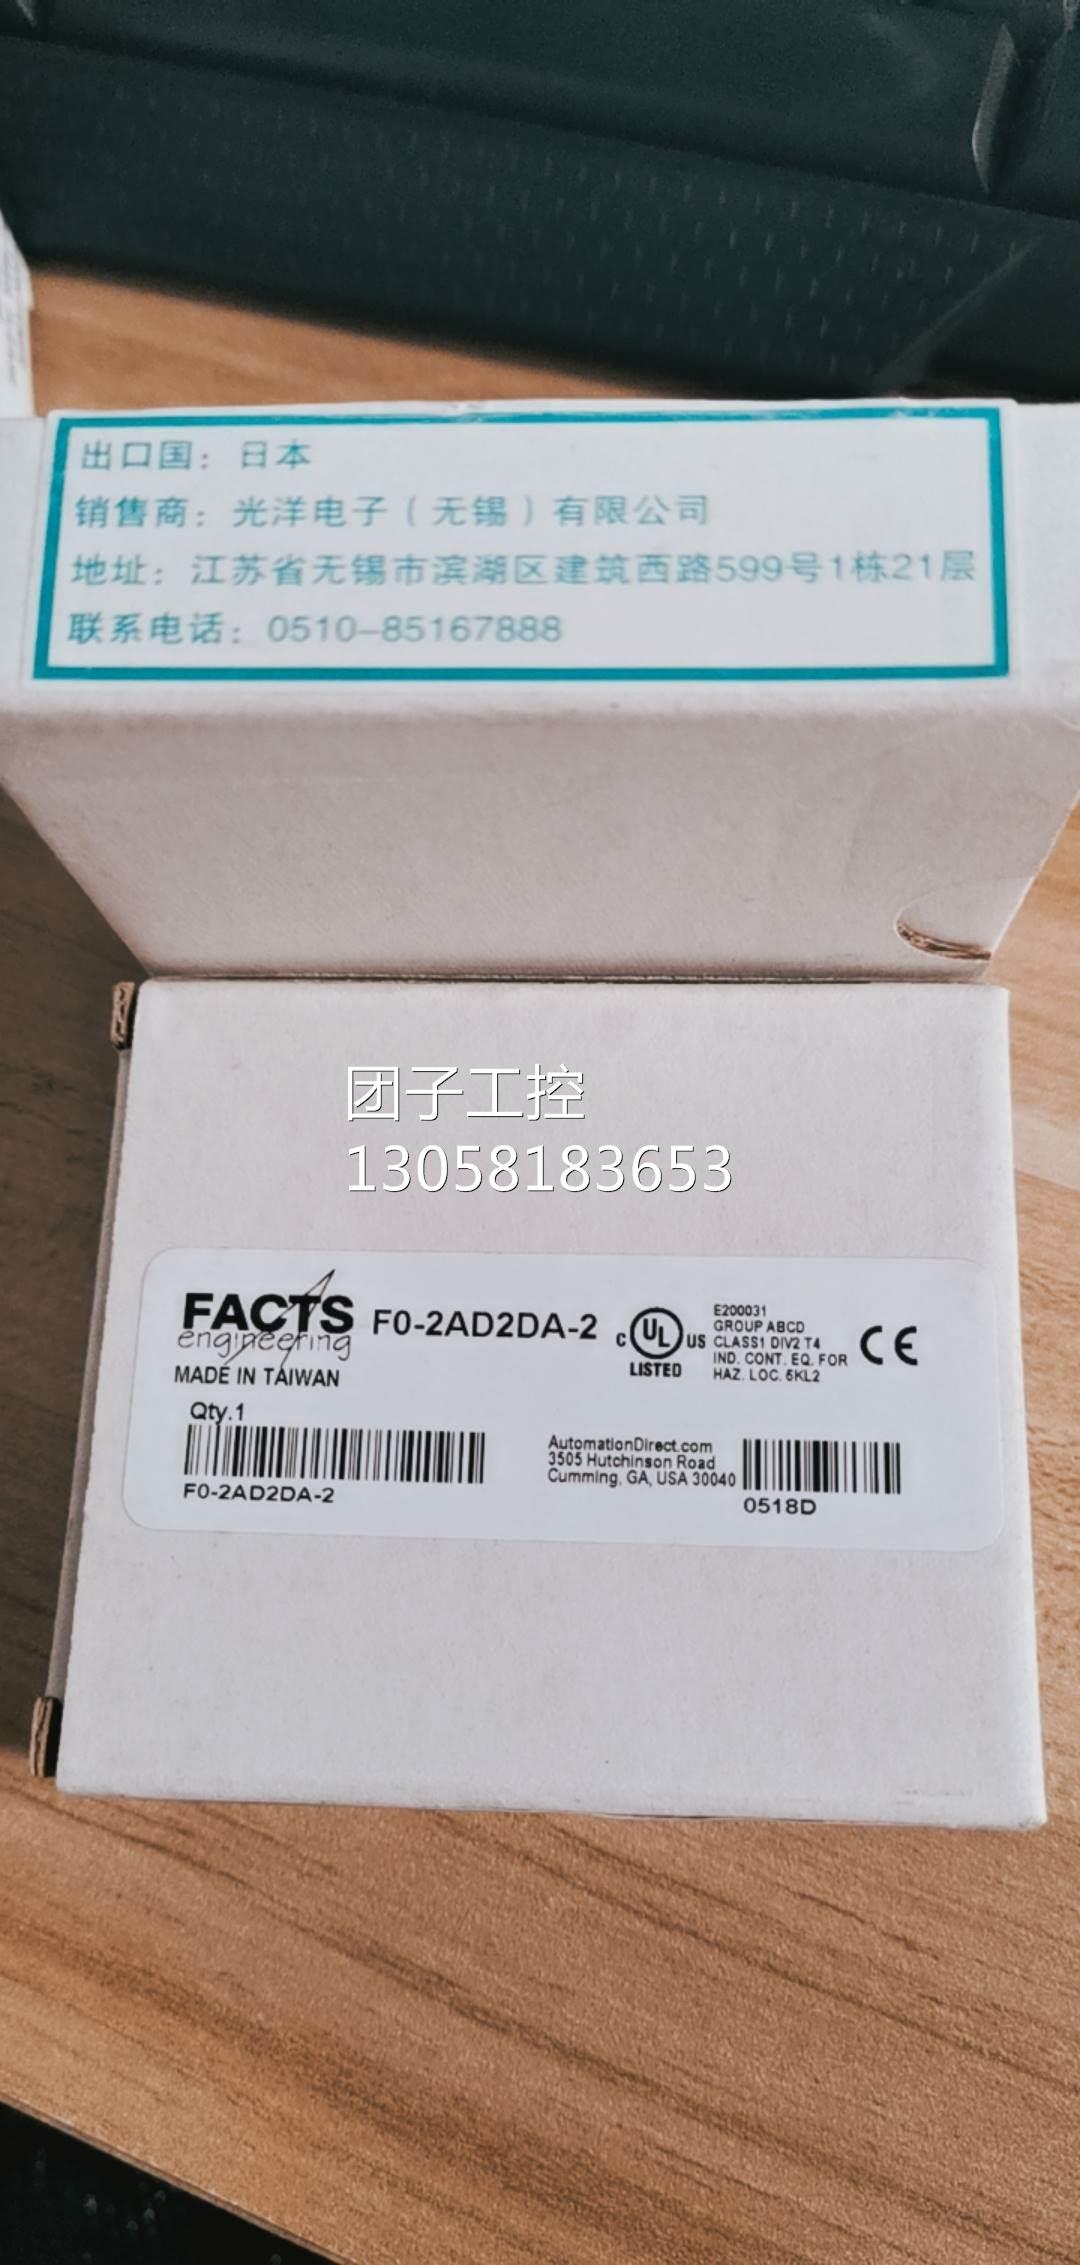 出口国：日本
销售商：光洋电子（无锡）有限公司
地址：江苏省无锡市滨湖区建筑西路599号1栋21层
联系电话：0510-85167888
团子工控
13058183653
FACTS
engineering
MADE IN TAIWAN
F0-2AD2DA-2
C UL US
LISTED
E200031
GROUP ABCD
CLASS1 DIV2 T4
IND. CONT. EQ. FOR
HAZ. LOC. 5KL2
CE
Qty.1
F0-2AD2DA-2
AutomationDirect.com
3505 Hutchinson Road
Cumming, GA, USA 30040
0518D